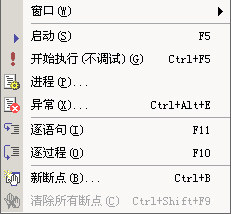 窗口(W)
启动(S) F5
开始执行(不调试)(G) Ctrl+F5
进程(P)...
异常(X)... Ctrl+Alt+E
逐语句(I) F11
逐过程(O) F10
新断点(B)... Ctrl+B
清除所有断点(C) Ctrl+Shift+F9